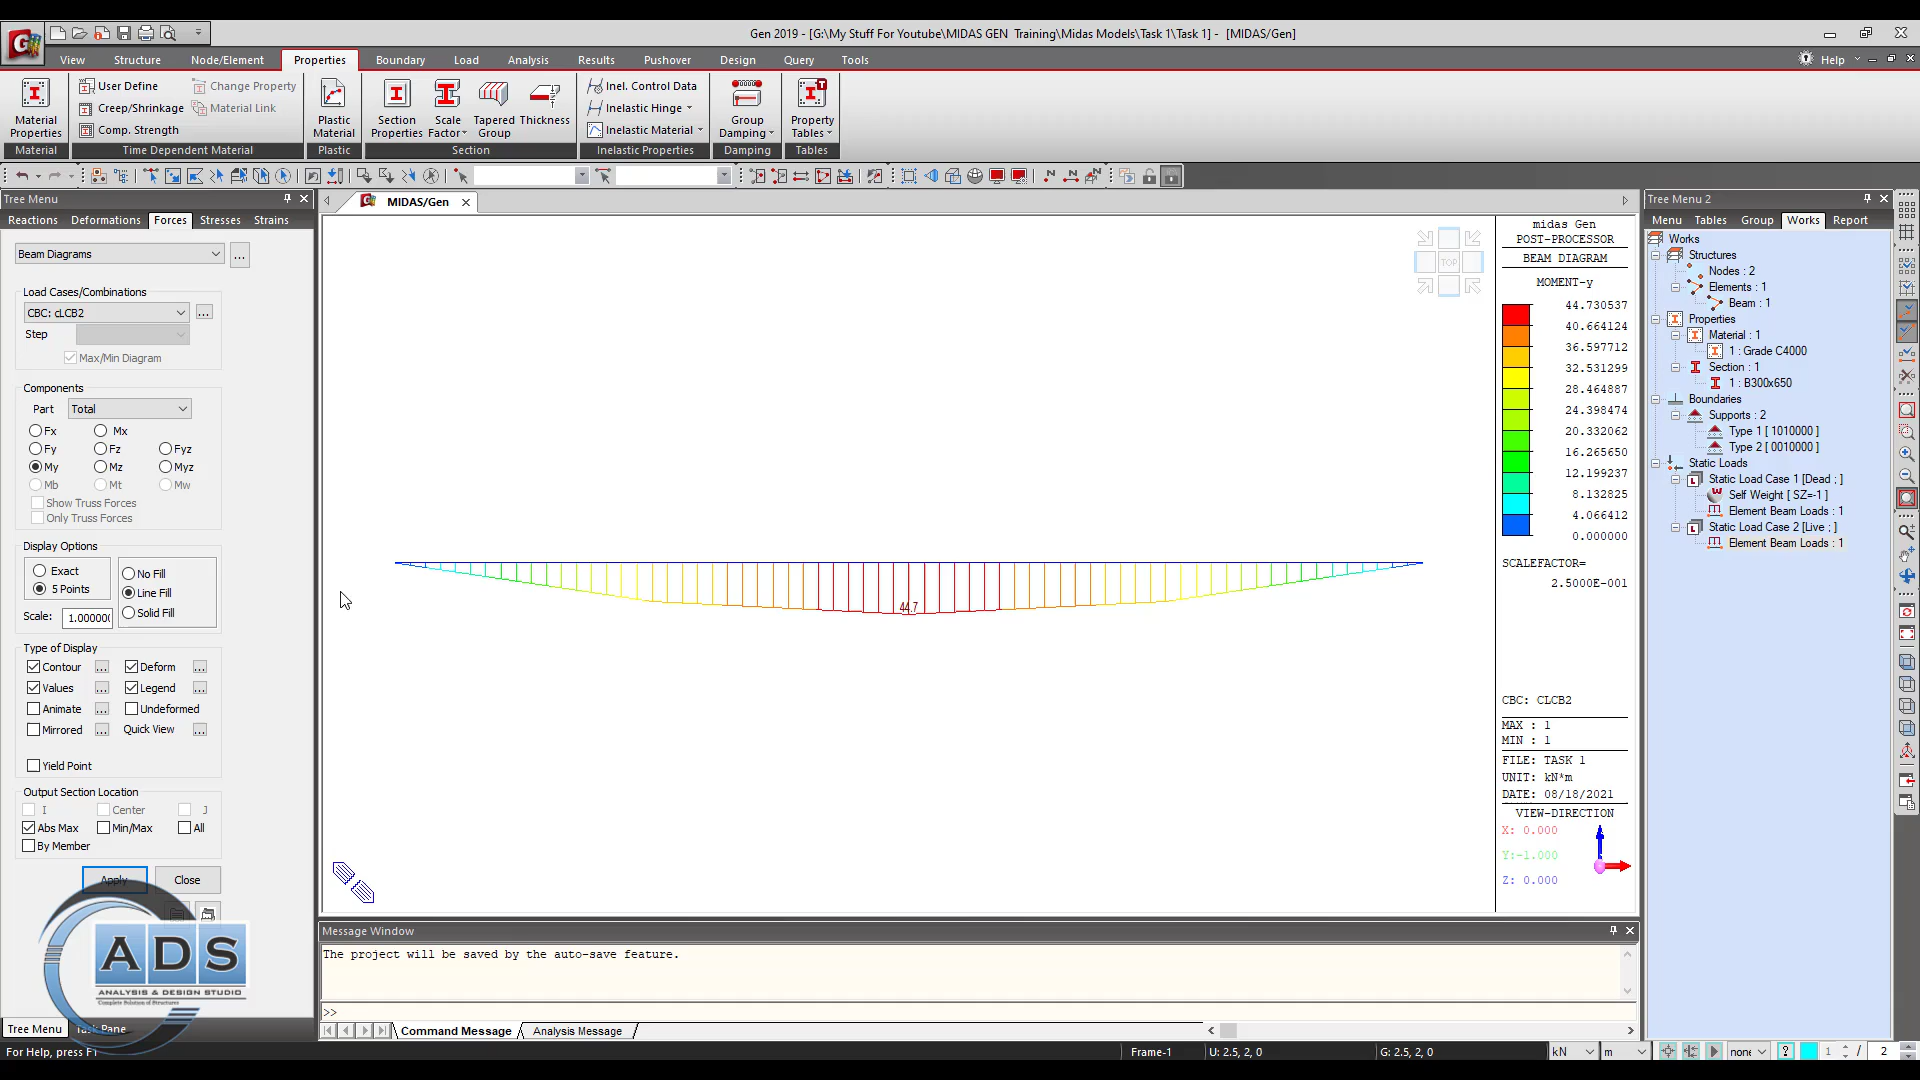 Gen 2019 - [G:\My Stuff For Youtube\MIDAS GEN  Training\Midas Models\Task 1\Task 1] -  [MIDAS/Gen]
View Structure Node/Element Properties Boundary Load Analysis Results Pushover Design Query Tools Help
Material Properties
User Define
Creep/Shrinkage
Comp. Strength
Change Property
Material Link
Plastic Material
Section Properties
Scale Factor
Tapered Group
Thickness
Inel. Control Data
Inelastic Hinge
Inelastic Material
Group Damping
Property Tables
Material Time Dependent Material Plastic Section Inelastic Properties Damping Tables
Tree Menu
Reactions Deformations Forces Stresses Strains
Beam Diagrams ...
Load Cases/Combinations
CBC: cLCB2 ...
Step
Max/Min Diagram
Components
Part Total
Fx Mx
Fy Fz Fyz
My Mz Myz
Mb Mt Mw
Show Truss Forces
Only Truss Forces
Display Options
Exact
5 Points
No Fill
Line Fill
Solid Fill
Scale: 1.00000(
Type of Display
Contour ... Deform ...
Values ... Legend ...
Animate ... Undeformed
Mirrored ... Quick View ...
Yield Point
Output Section Location
I Center J
Abs Max Min/Max All
By Member
Apply Close
ADS
ANALYSIS & DESIGN STUDIO
Complete Solution of Structures
Tree Menu Task Pane
For Help, press F1
MIDAS/Gen
TOP
44.7
midas Gen
POST-PROCESSOR
BEAM DIAGRAM
MOMENT-y
44.730537
40.664124
36.597712
32.531299
28.464887
24.398474
20.332062
16.265650
12.199237
8.132825
4.066412
0.000000
SCALEFACTOR=
2.5000E-001
CBC: CLCB2
MAX : 1
MIN : 1
FILE: TASK 1
UNIT: kN*m
DATE: 08/18/2021
VIEW-DIRECTION
X: 0.000
Y:-1.000
Z: 0.000
Message Window
The project will be saved by the auto-save feature.
>>
Command Message Analysis Message
Frame-1 U: 2.5, 2, 0 G: 2.5, 2, 0 kN m none ? 1 / 2
Tree Menu 2
Menu Tables Group Works Report
Works
Structures
Nodes : 2
Elements : 1
Beam : 1
Properties
Material : 1
1 : Grade C4000
Section : 1
1 : B300x650
Boundaries
Supports : 2
Type 1 [ 1010000 ]
Type 2 [ 0010000 ]
Static Loads
Static Load Case 1 [Dead ; ]
Self Weight [ SZ=-1 ]
Element Beam Loads : 1
Static Load Case 2 [Live ; ]
Element Beam Loads : 1